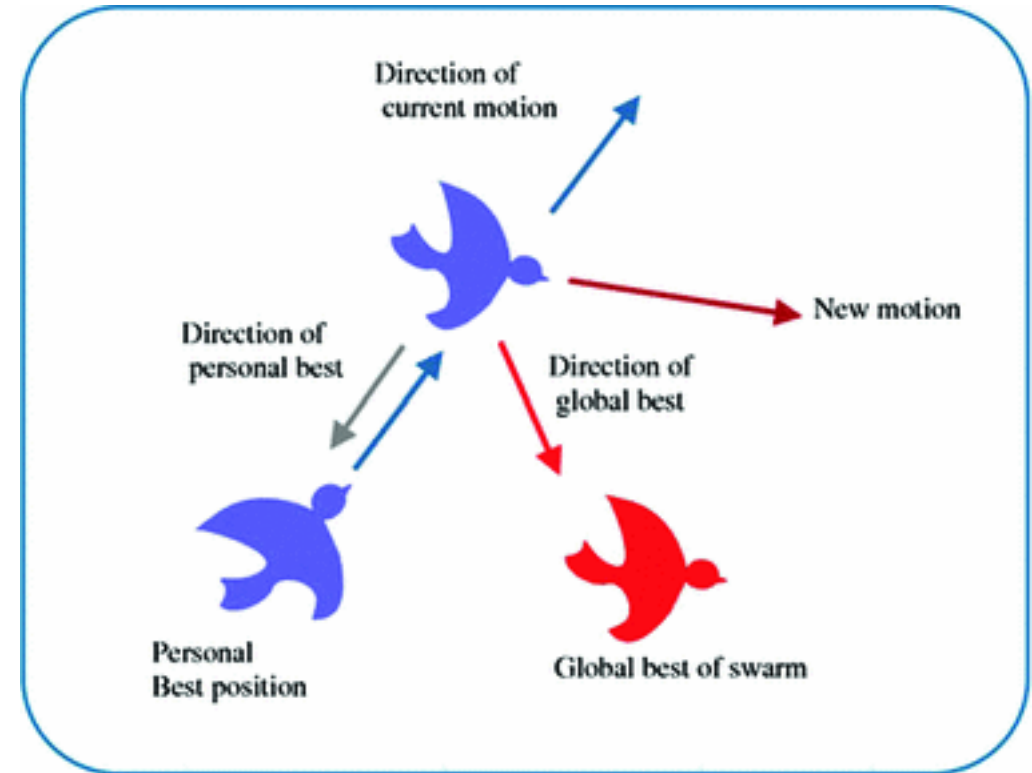 Direction of
current motion
New motion
Direction of
personal best
Direction of
global best
Personal
Best position
Global best of swarm